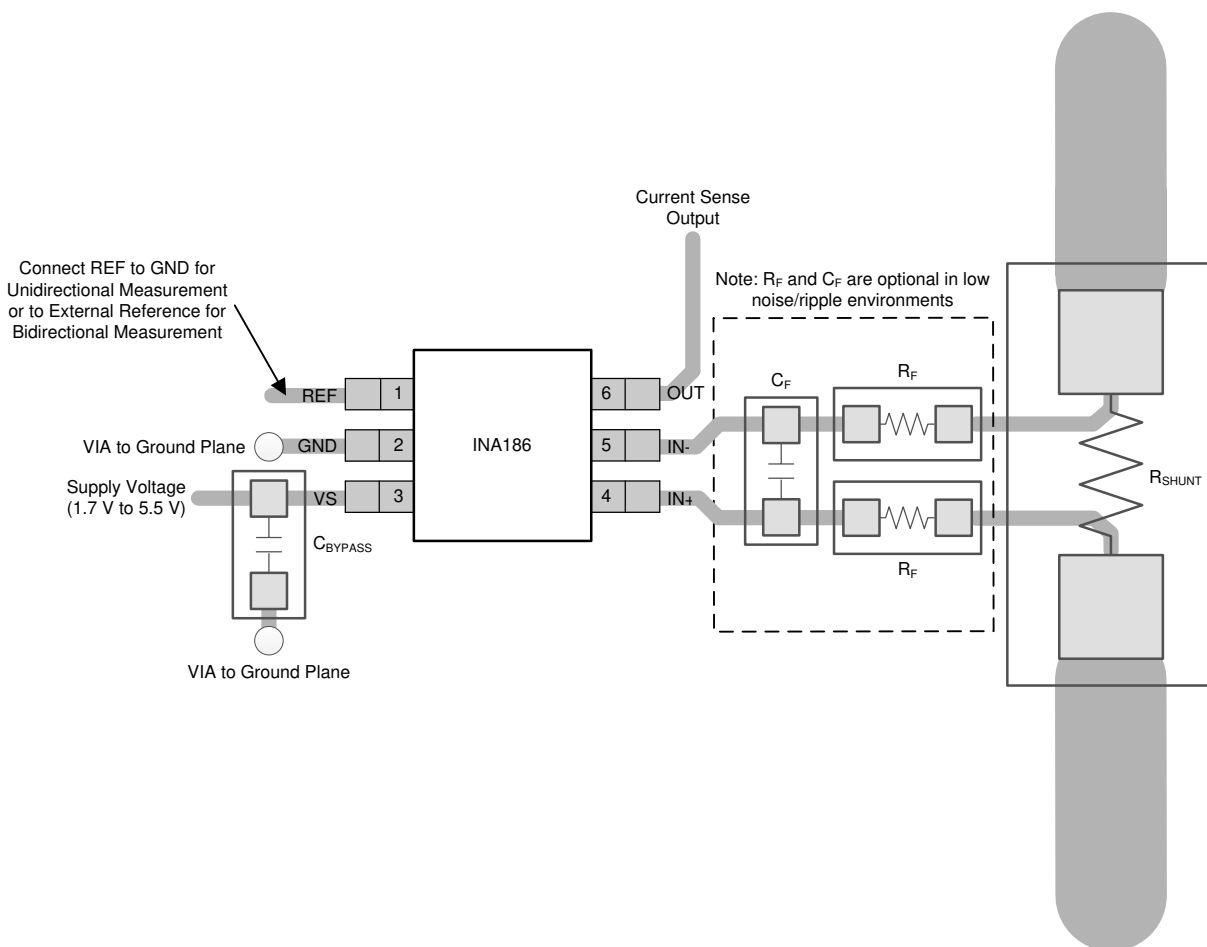 Current Sense
Output
Connect REF to GND for
Unidirectional Measurement
or to External Reference for
Bidirectional Measurement
Note: RF and CF are optional in low
noise/ripple environments
REF
1
6
OUT
CF
RF
VIA to Ground Plane
GND
2
INA186
5
IN-
Supply Voltage
(1.7 V to 5.5 V)
VS
3
4
IN+
RSHUNT
CBYPASS
RF
VIA to Ground Plane